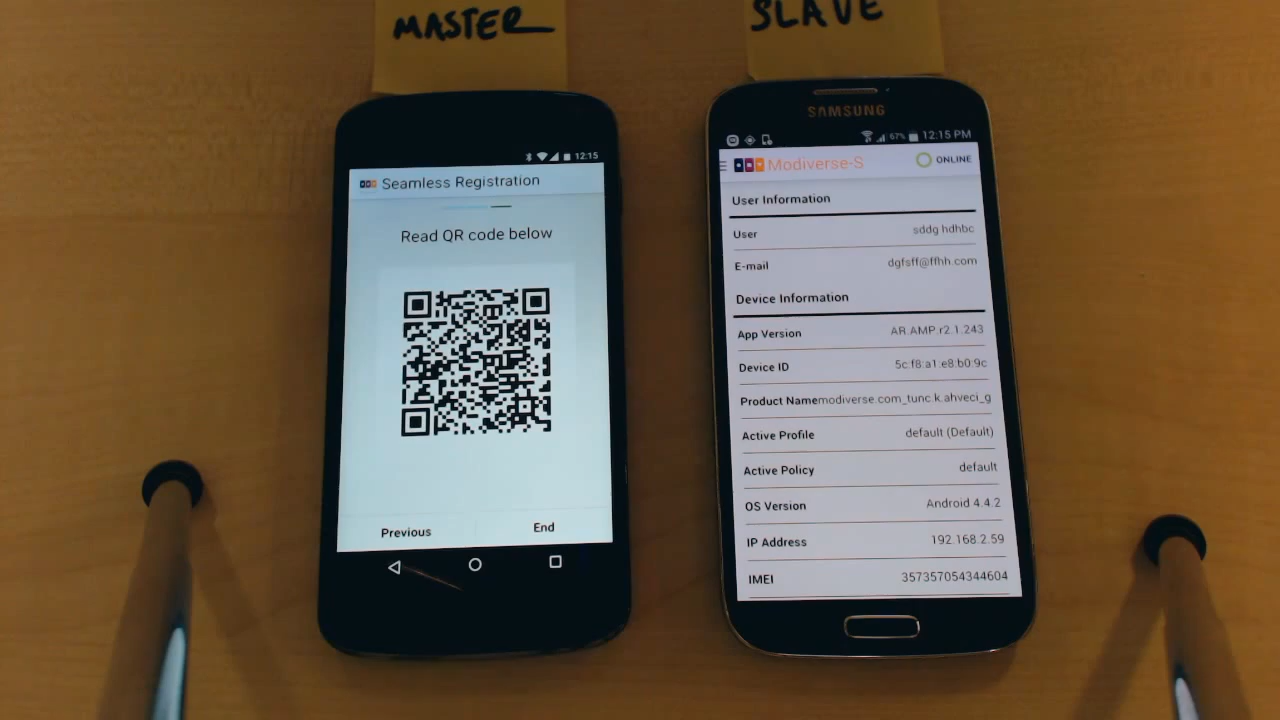 MASTER
SLAVE
12:15
Seamless Registration
Read QR code below
Previous
End
SAMSUNG
67% 12:15 PM
Modiverse-S
ONLINE
User Information
User sddg hdhbc
E-mail dgfsff@ffhh.com
Device Information
App Version AR.AMP.r2.1.243
Device ID 5c:f8:a1:e8:b0:9c
Product Name modiverse.com_tunc.k.ahveci_g
Active Profile default (Default)
Active Policy default
OS Version Android 4.4.2
IP Address 192.168.2.59
IMEI 357357054344604